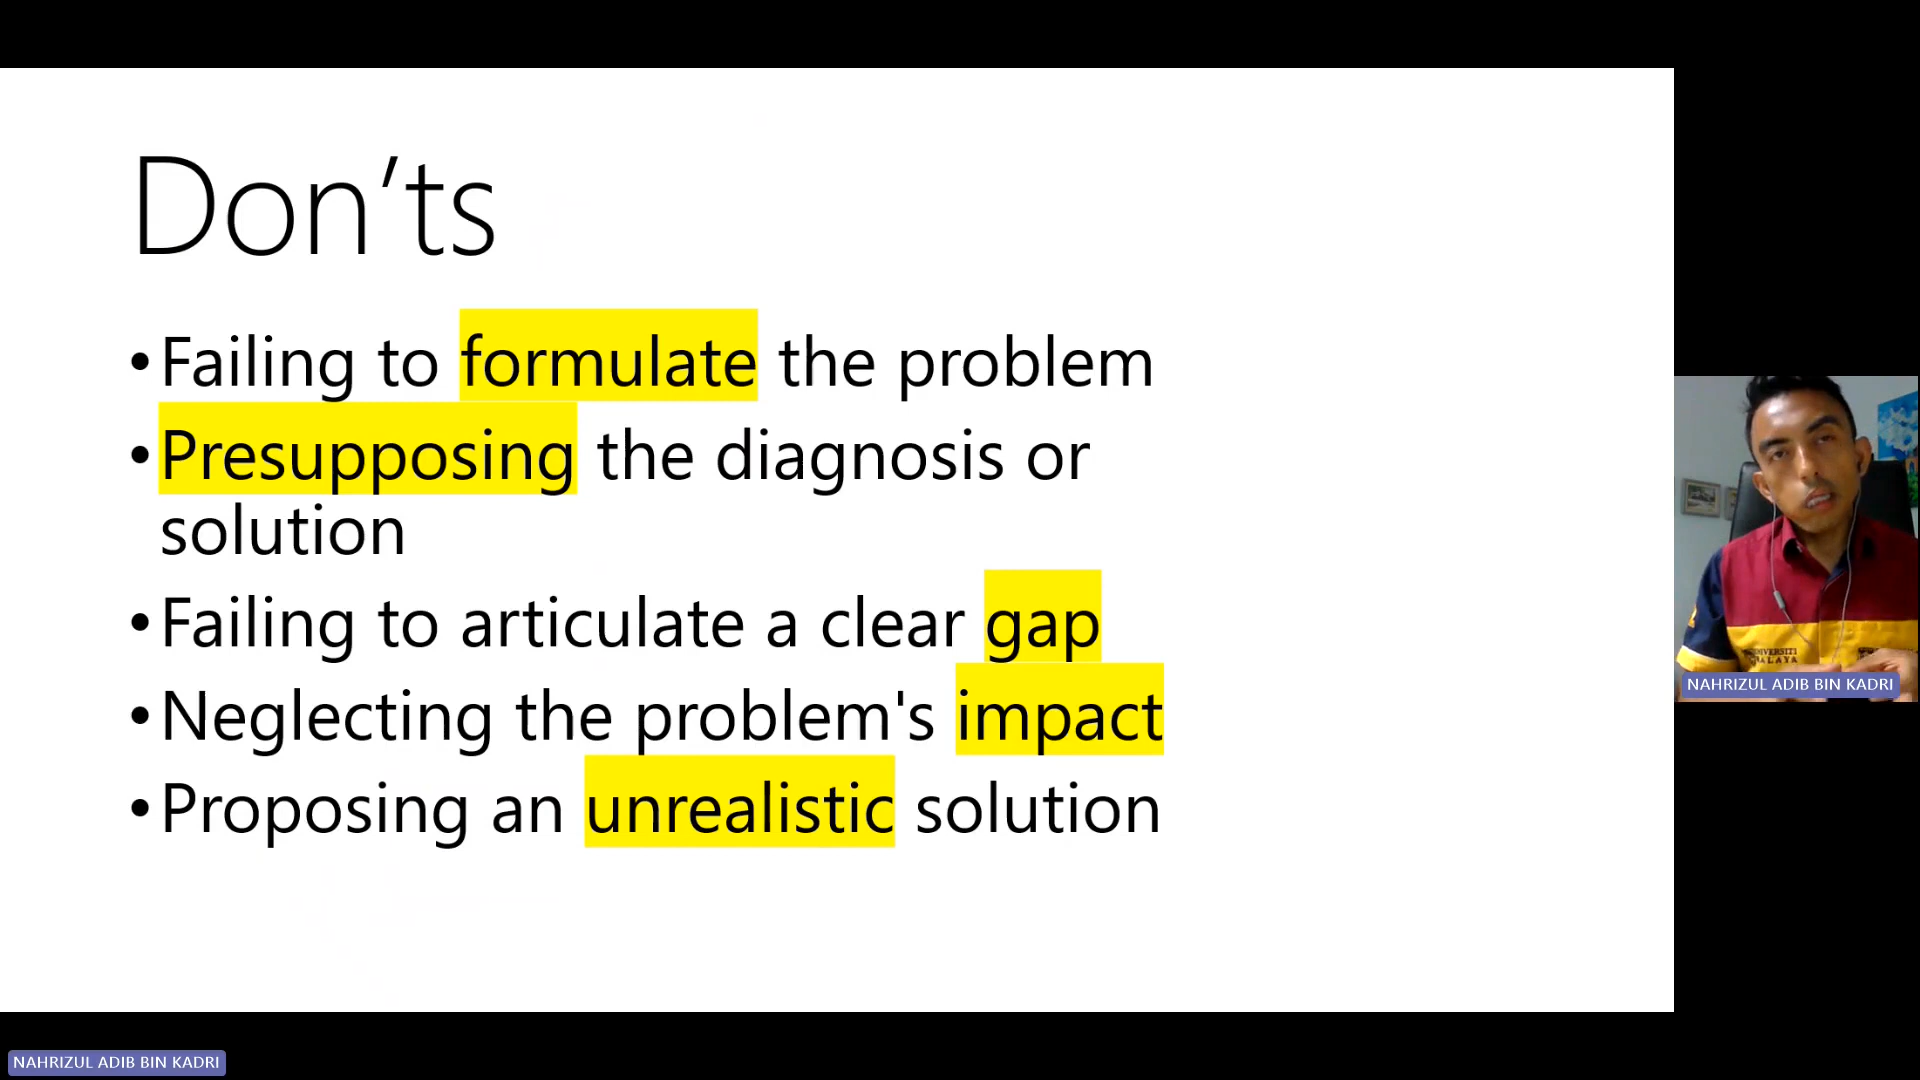 Don’ts
•Failing to formulate the problem
•Presupposing the diagnosis or
solution
•Failing to articulate a clear gap
•Neglecting the problem's impact
•Proposing an unrealistic solution
NAHRIZUL ADIB BIN KADRI
NAHRIZUL ADIB BIN KADRI